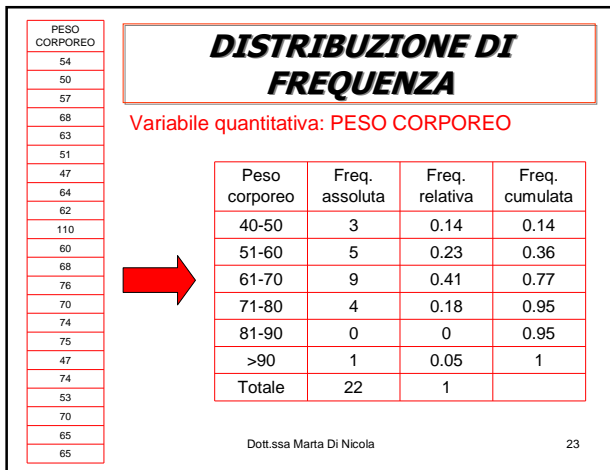 PESO
CORPOREO
54
50
57
68
63
51
47
64
62
110
60
68
76
70
74
75
47
74
53
70
65
65
DISTRIBUZIONE DI
FREQUENZA
Variabile quantitativa: PESO CORPOREO
Peso corporeo Freq. assoluta Freq. relativa Freq. cumulata
40-50 3 0.14 0.14
51-60 5 0.23 0.36
61-70 9 0.41 0.77
71-80 4 0.18 0.95
81-90 0 0 0.95
>90 1 0.05 1
Totale 22 1
Dott.ssa Marta Di Nicola 23